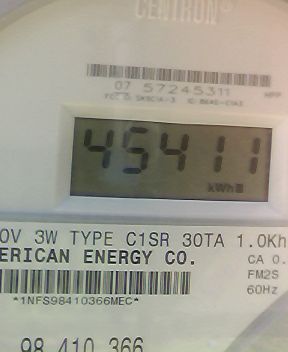 CENTRON®
07 57245311
45411
kWh
0V 3W TYPE C1SR 30TA 1.0Kh
ERICAN ENERGY CO. CA 0.
FM2S
*1NFS98410366MEC* 60Hz
98 410 366